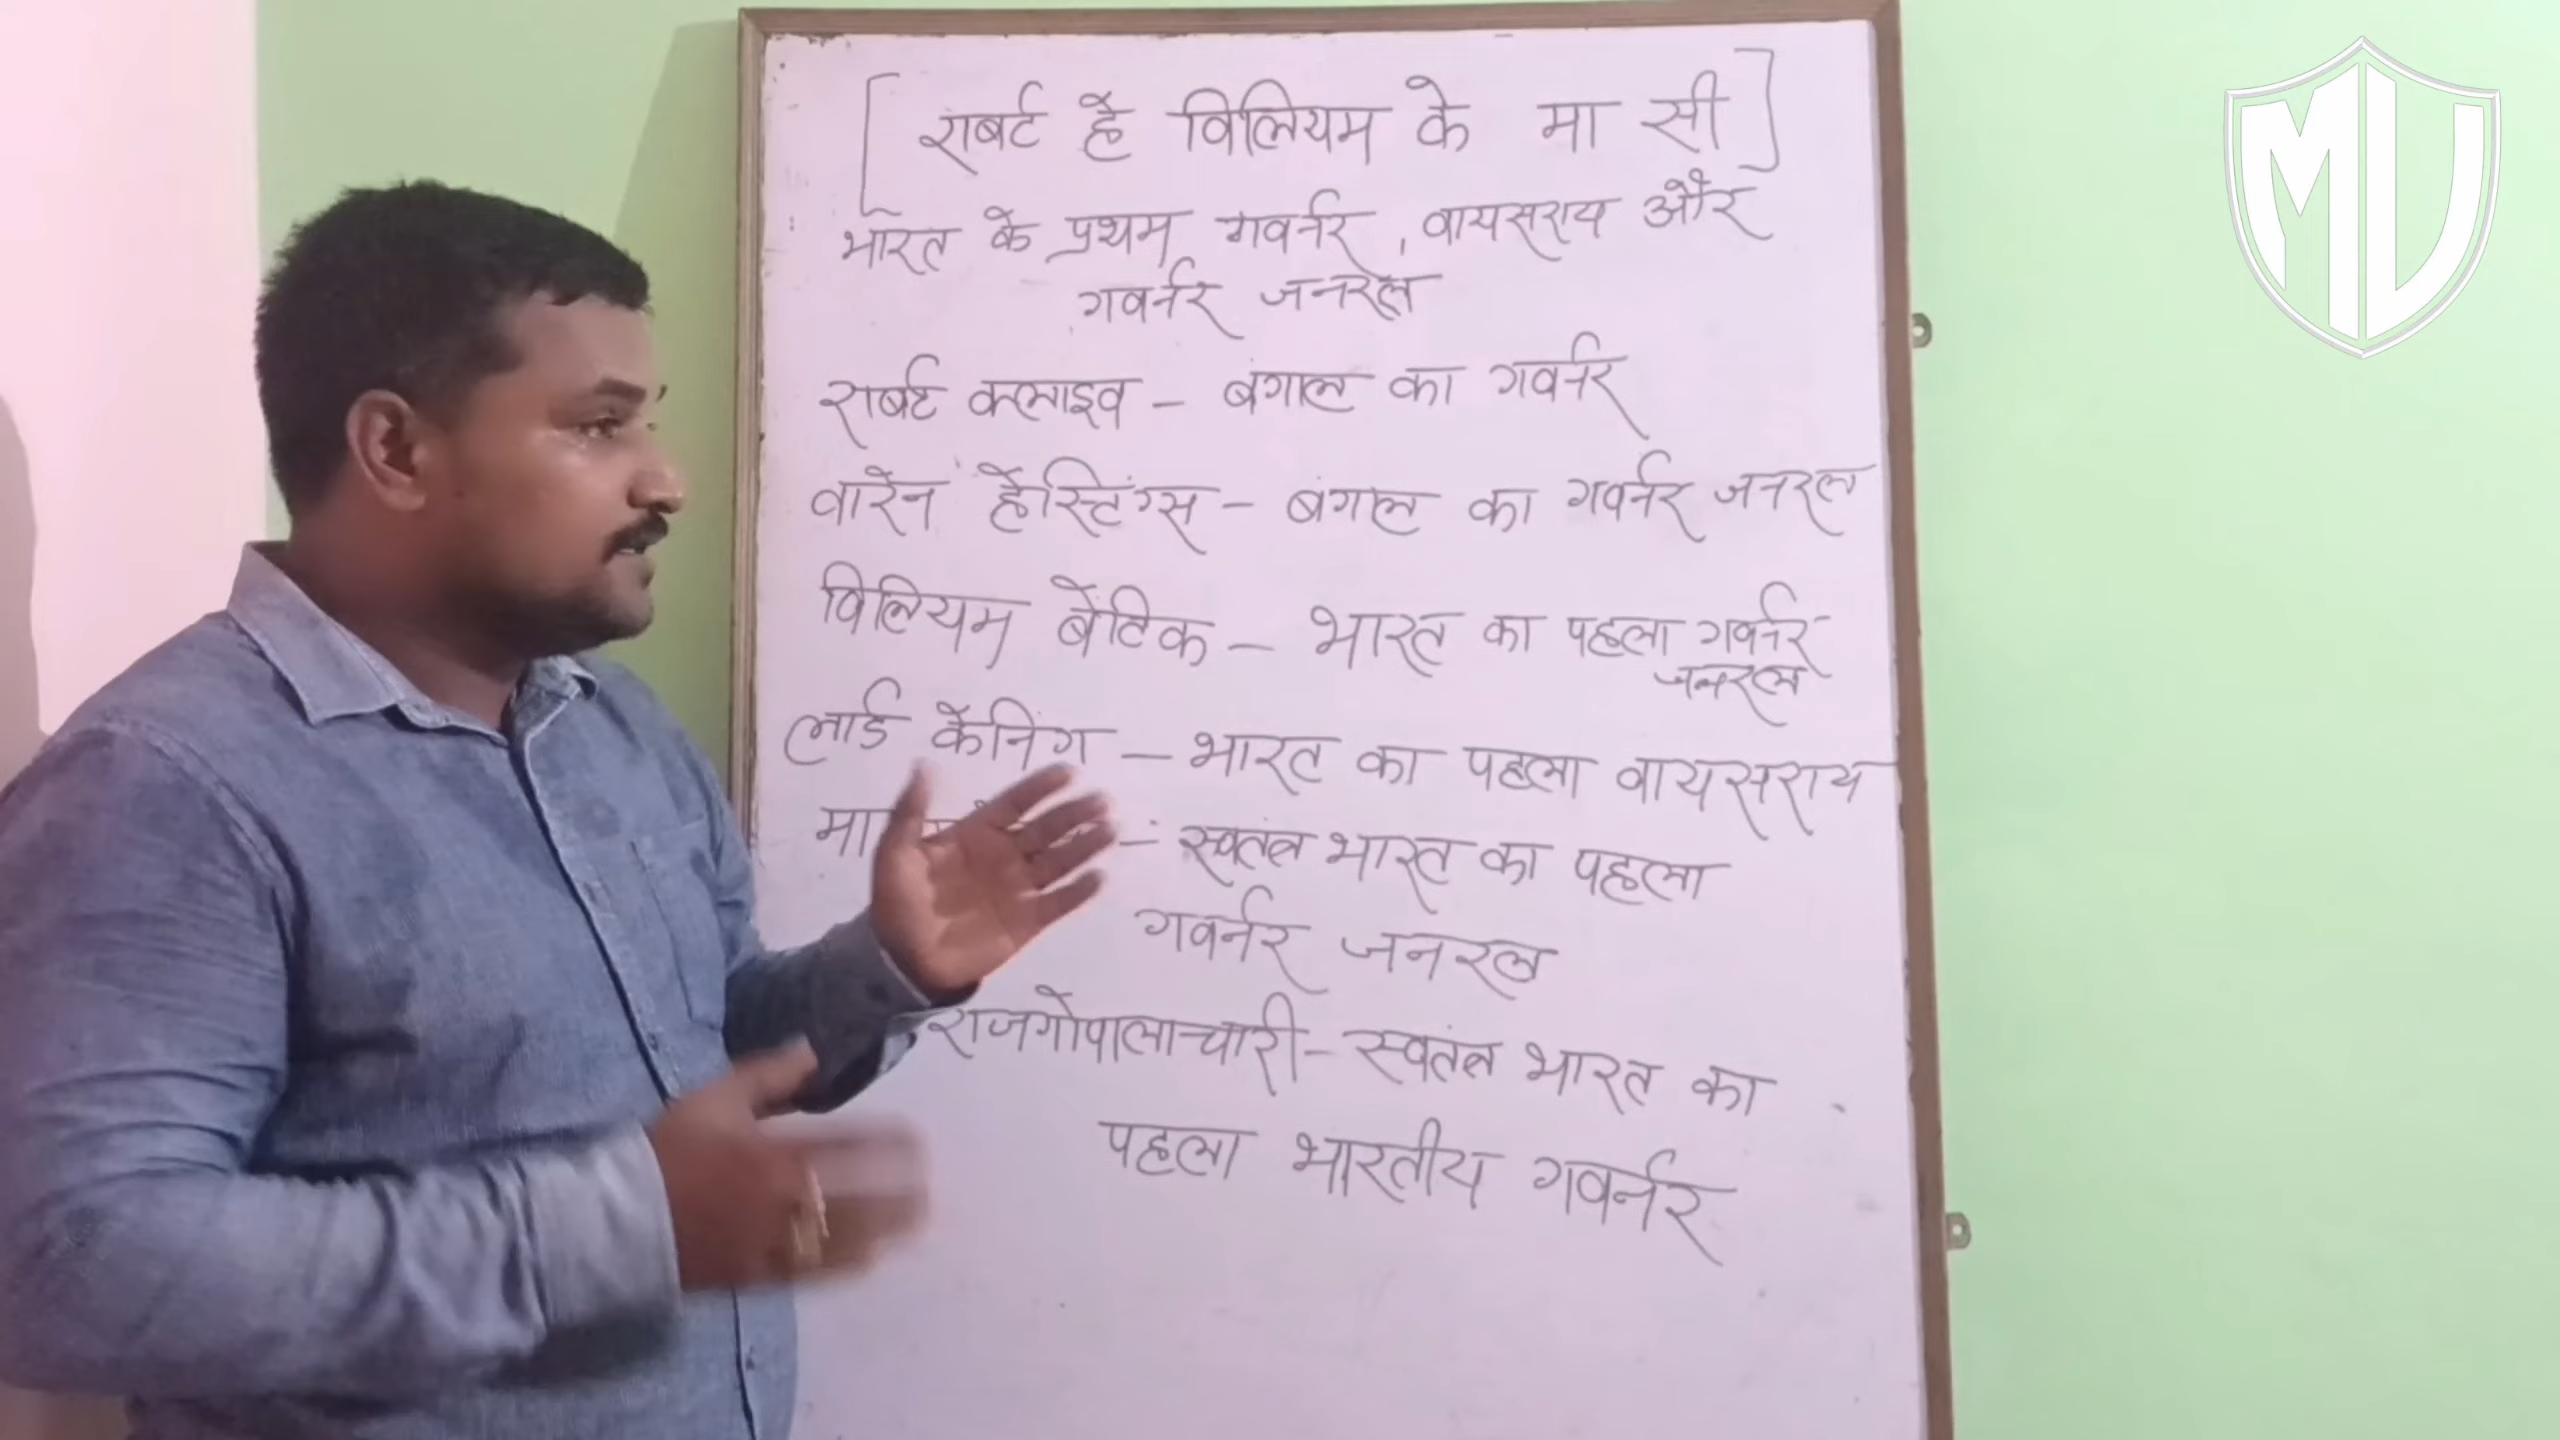 [राबर्ट है विलियम के मा सी]
भारत के प्रथम गवर्नर, वायसराय और
गवर्नर जनरल
राबर्ट क्लाइव - बंगाल का गवर्नर
वारेन हेस्टिंग्स - बंगाल का गवर्नर जनरल
विलियम बेंटिक - भारत का पहला गवर्नर
जनरल
लार्ड कैनिंग - भारत का पहला वायसराय
- स्वतंत्र भारत का पहला
गवर्नर जनरल
राजगोपालाचारी - स्वतंत्र भारत का
पहला भारतीय गवर्नर
MU